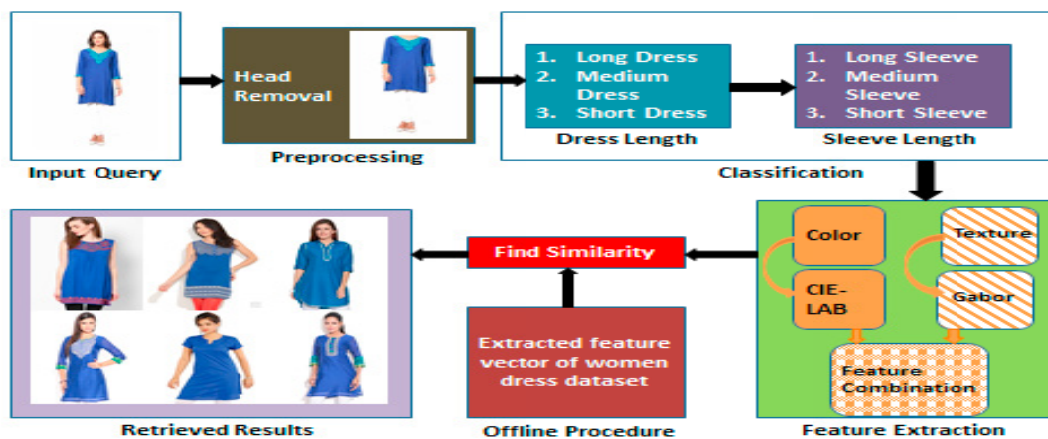 Head
Removal
1. Long Dress
2. Medium
Dress
3. Short Dress
1. Long Sleeve
2. Medium
Sleeve
3. Short Sleeve
Dress Length
Sleeve Length
Input Query
Preprocessing
Classification
Color
Texture
Find Similarity
CIE-
LAB
Gabor
Extracted feature
vector of women
dress dataset
Feature
Combination
Retrieved Results
Offline Procedure
Feature Extraction